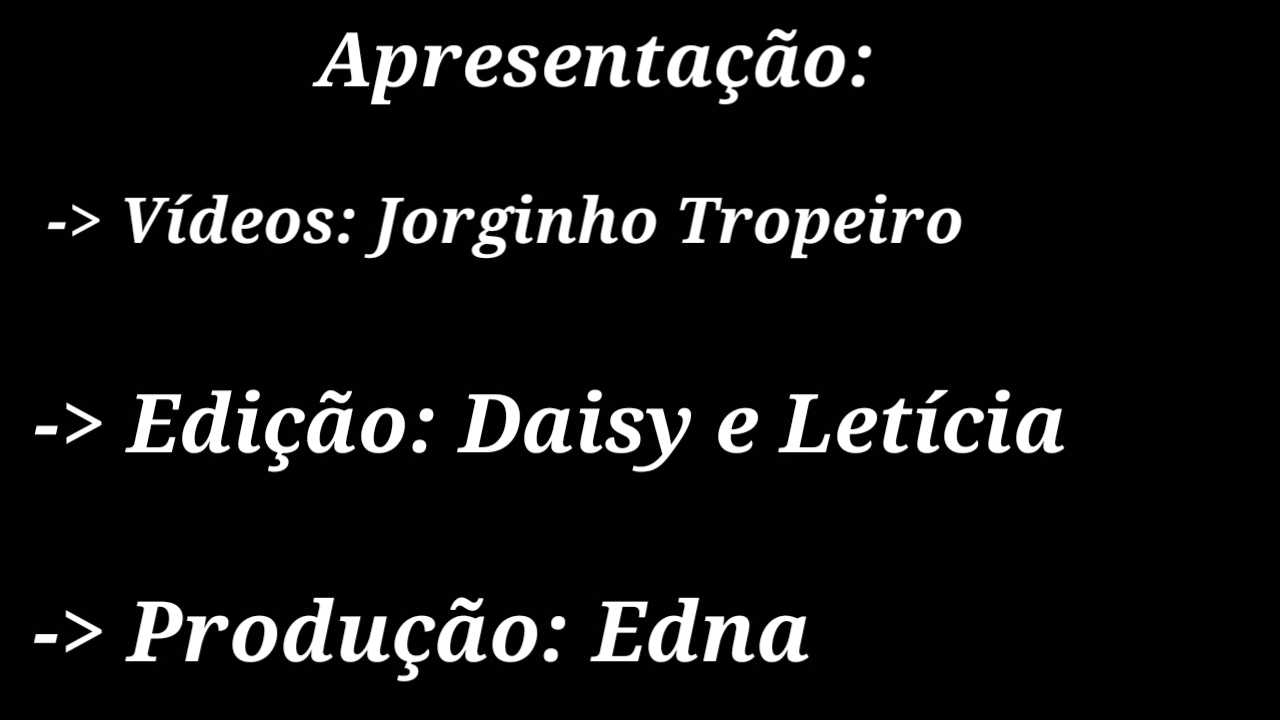 Apresentação:
-> Vídeos: Jorginho Tropeiro
-> Edição: Daisy e Letícia
-> Produção: Edna